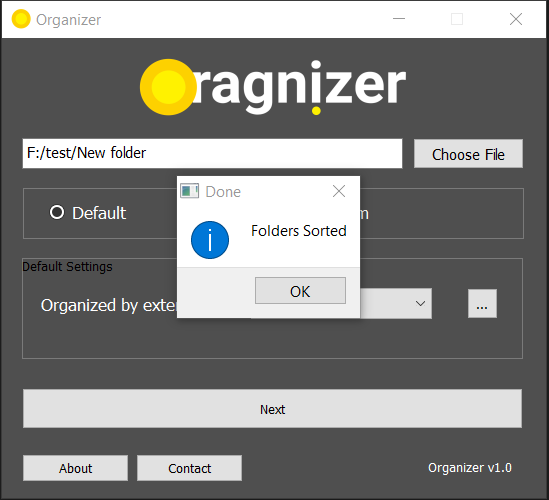 Organizer
ragnizer
F:/test/New folder
Choose File
Default
Done
Folders Sorted
OK
Default Settings
Organized by exte
...
Next
About
Contact
Organizer v1.0